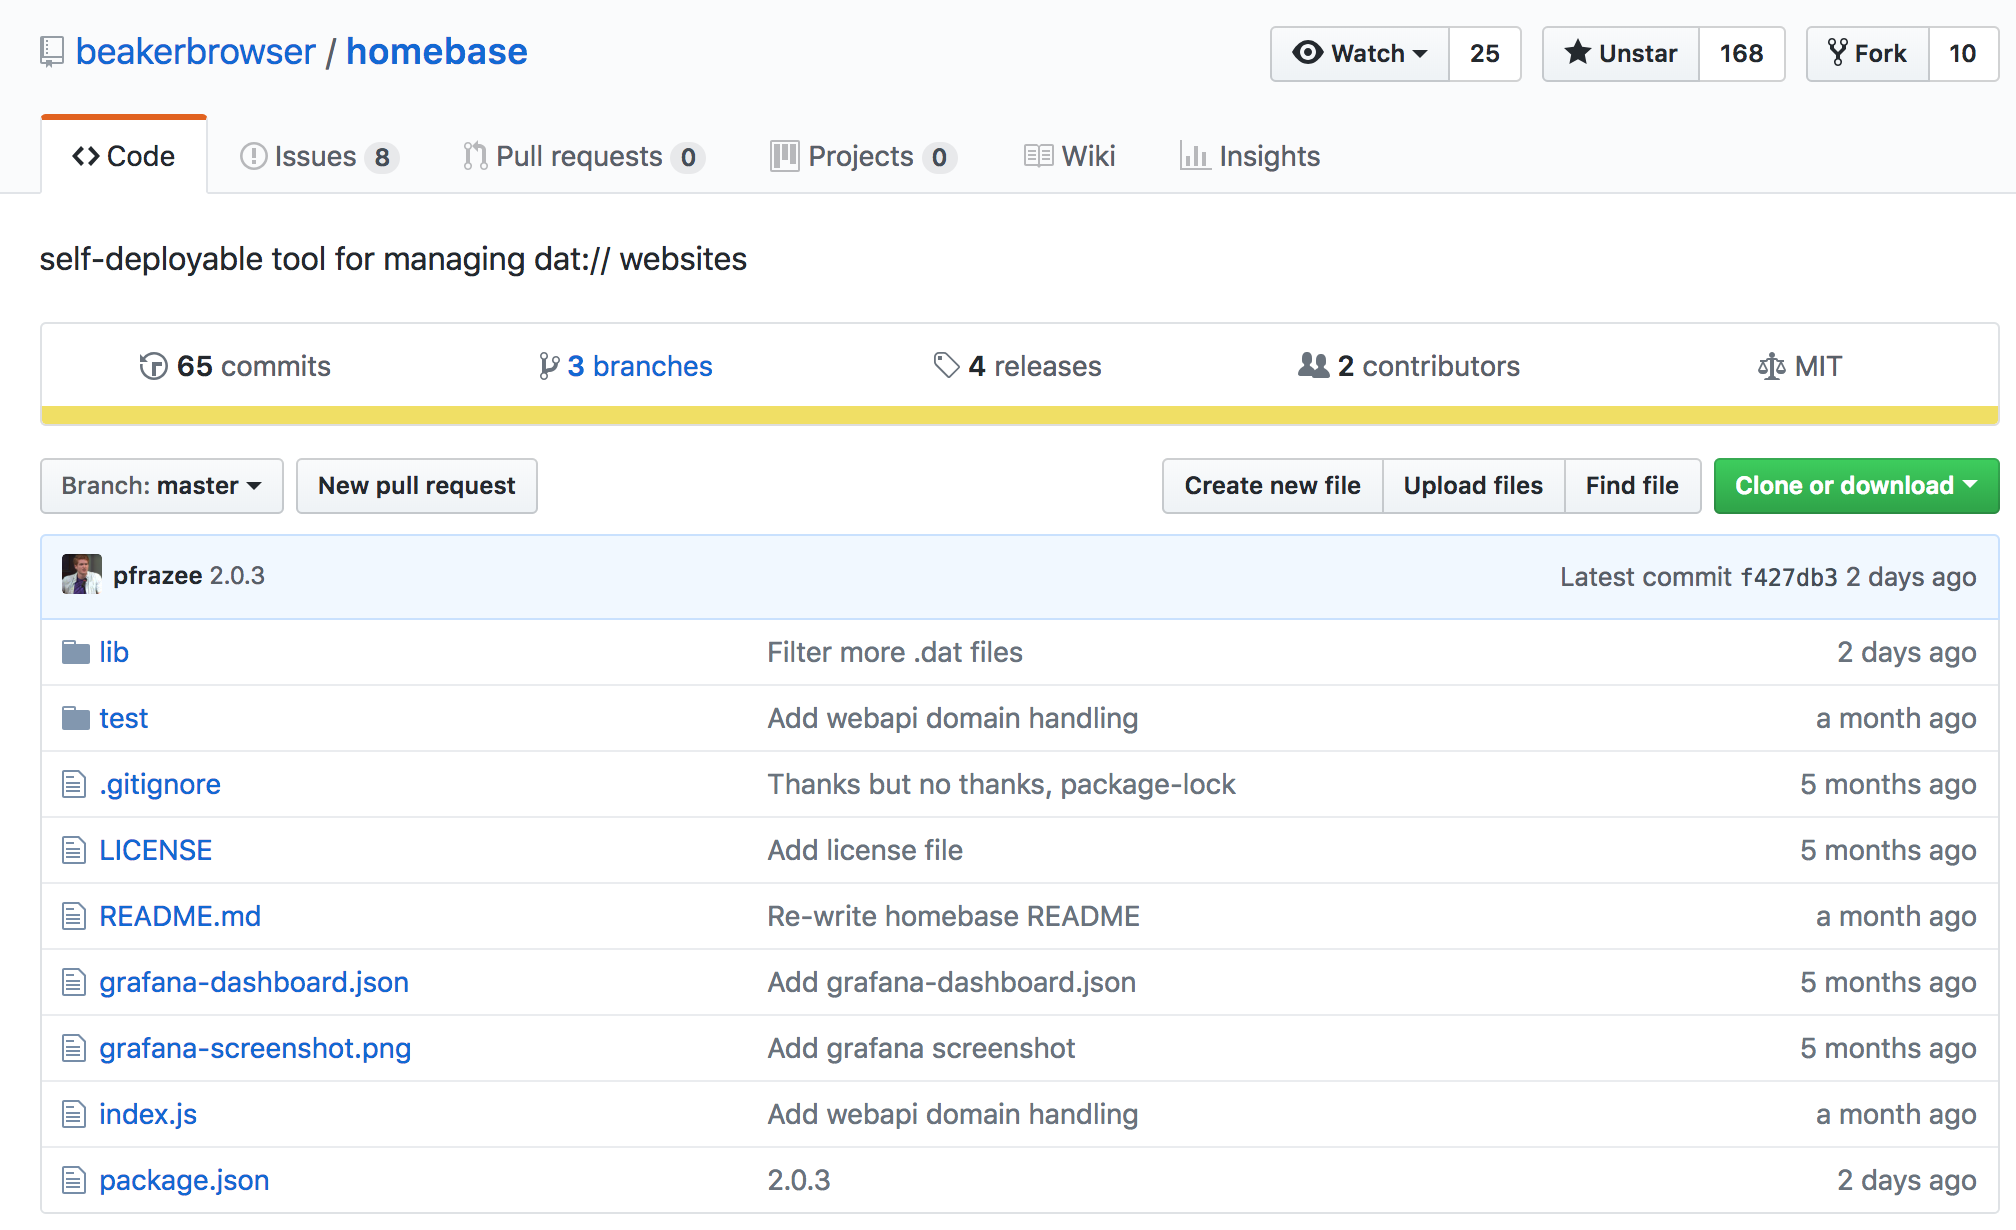 beakerbrowser / homebase
Watch 25 Unstar 168 Fork 10
Code Issues 8 Pull requests 0 Projects 0 Wiki Insights
self-deployable tool for managing dat:// websites
65 commits 3 branches 4 releases 2 contributors MIT
Branch: master New pull request Create new file Upload files Find file Clone or download
pfrazee 2.0.3 Latest commit f427db3 2 days ago
lib Filter more .dat files 2 days ago
test Add webapi domain handling a month ago
.gitignore Thanks but no thanks, package-lock 5 months ago
LICENSE Add license file 5 months ago
README.md Re-write homebase README a month ago
grafana-dashboard.json Add grafana-dashboard.json 5 months ago
grafana-screenshot.png Add grafana screenshot 5 months ago
index.js Add webapi domain handling a month ago
package.json 2.0.3 2 days ago